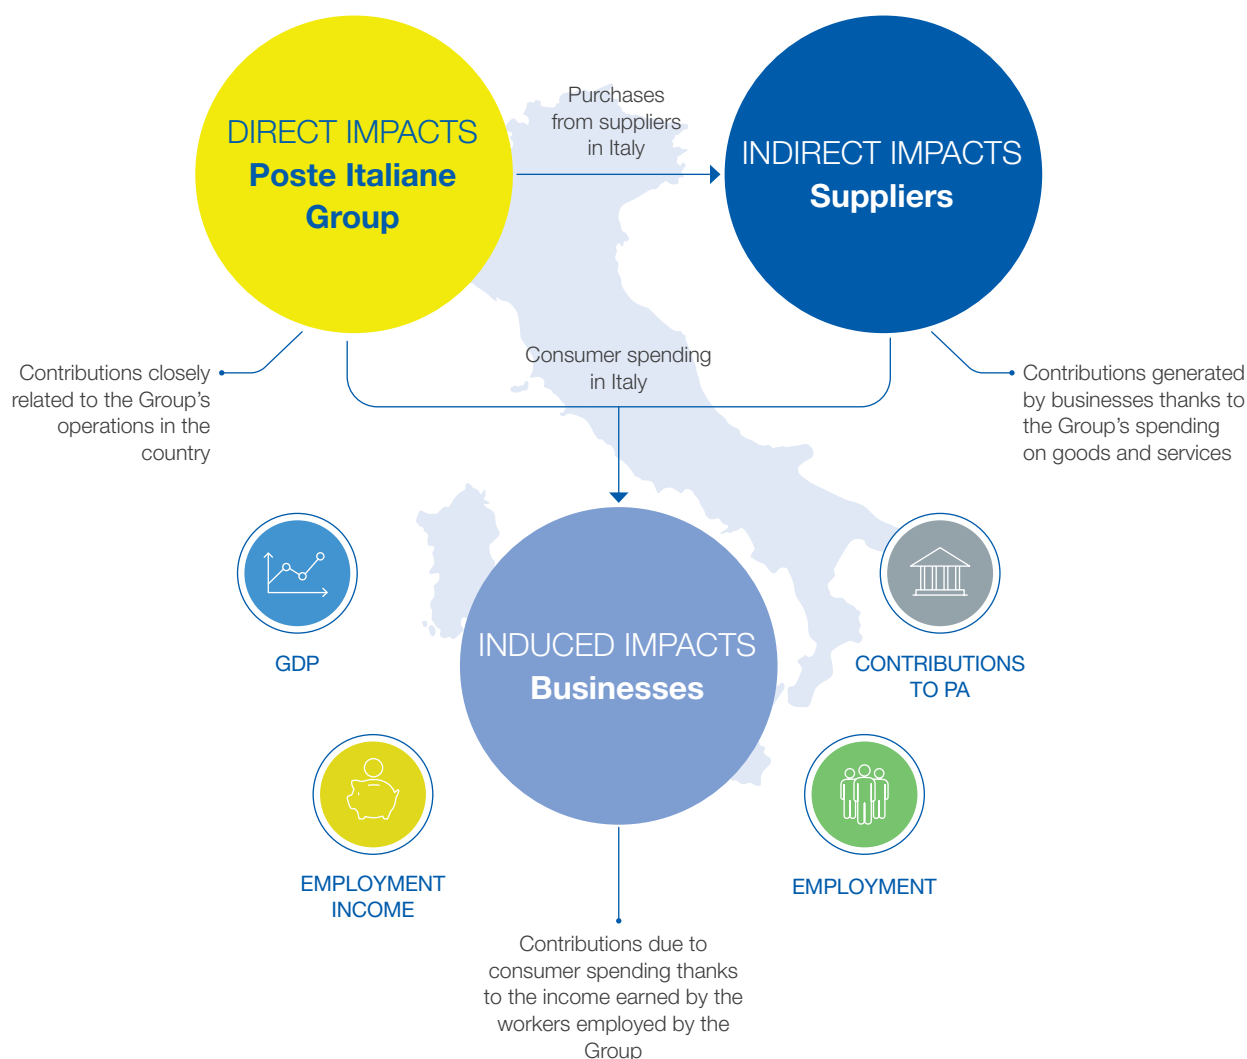 DIRECT IMPACTS
Poste Italiane
Group
Purchases
from suppliers
in Italy
INDIRECT IMPACTS
Suppliers
Contributions closely
related to the Group's
operations in the
country
Consumer spending
in Italy
Contributions generated
by businesses thanks to
the Group's spending
on goods and services
GDP
INDUCED IMPACTS
Businesses
CONTRIBUTIONS
TO PA
EMPLOYMENT
INCOME
EMPLOYMENT
Contributions due to
consumer spending thanks
to the income earned by the
workers employed by the
Group